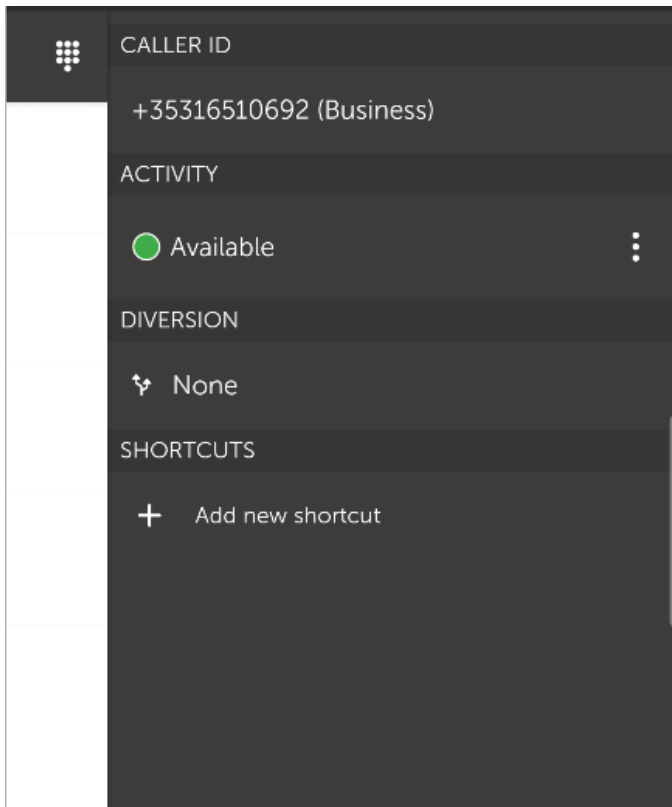 CALLER ID
+35316510692 (Business)
ACTIVITY
Available
DIVERSION
None
SHORTCUTS
Add new shortcut